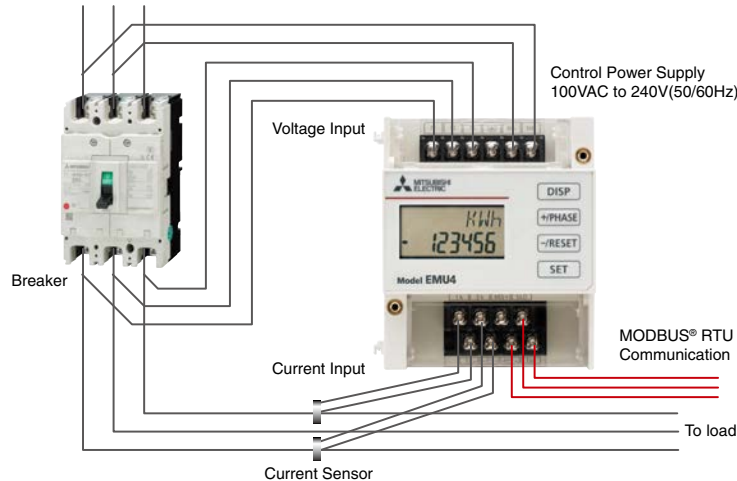 Control Power Supply
100VAC to 240V(50/60Hz)
Voltage Input
MITSUBISHI
ELECTRIC
DISP
+/PHASE
-/RESET
SET
KWh
- 123456
Model EMU4
Breaker
MODBUS® RTU
Communication
Current Input
To load
Current Sensor